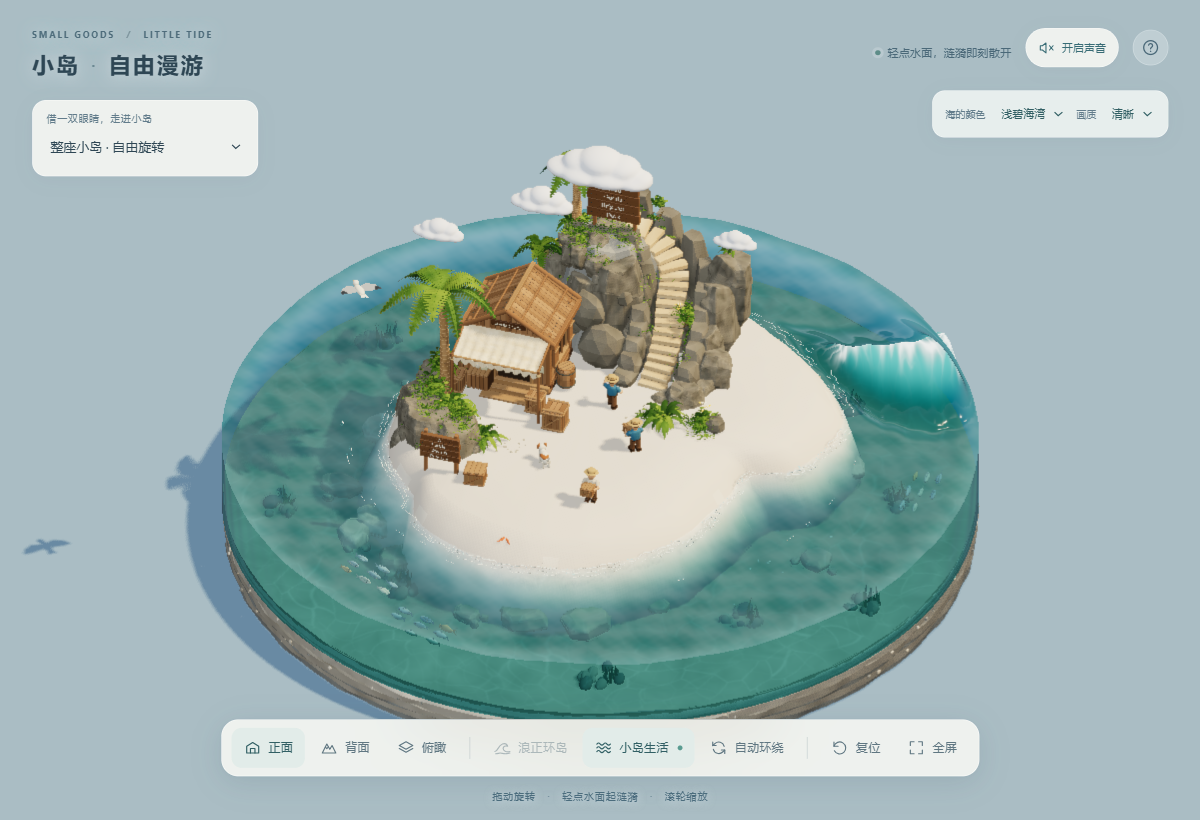 SMALL GOODS / LITTLE TIDE
小岛 · 自由漫游
轻点水面，涟漪即刻散开
开启声音
借一双眼睛，走进小岛
整座小岛 · 自由旋转
海的颜色 浅碧海湾 画质 清晰
正面 背面 俯瞰 浪正环岛 小岛生活 自动环绕 复位 全屏
拖动旋转 · 轻点水面起涟漪 · 滚轮缩放